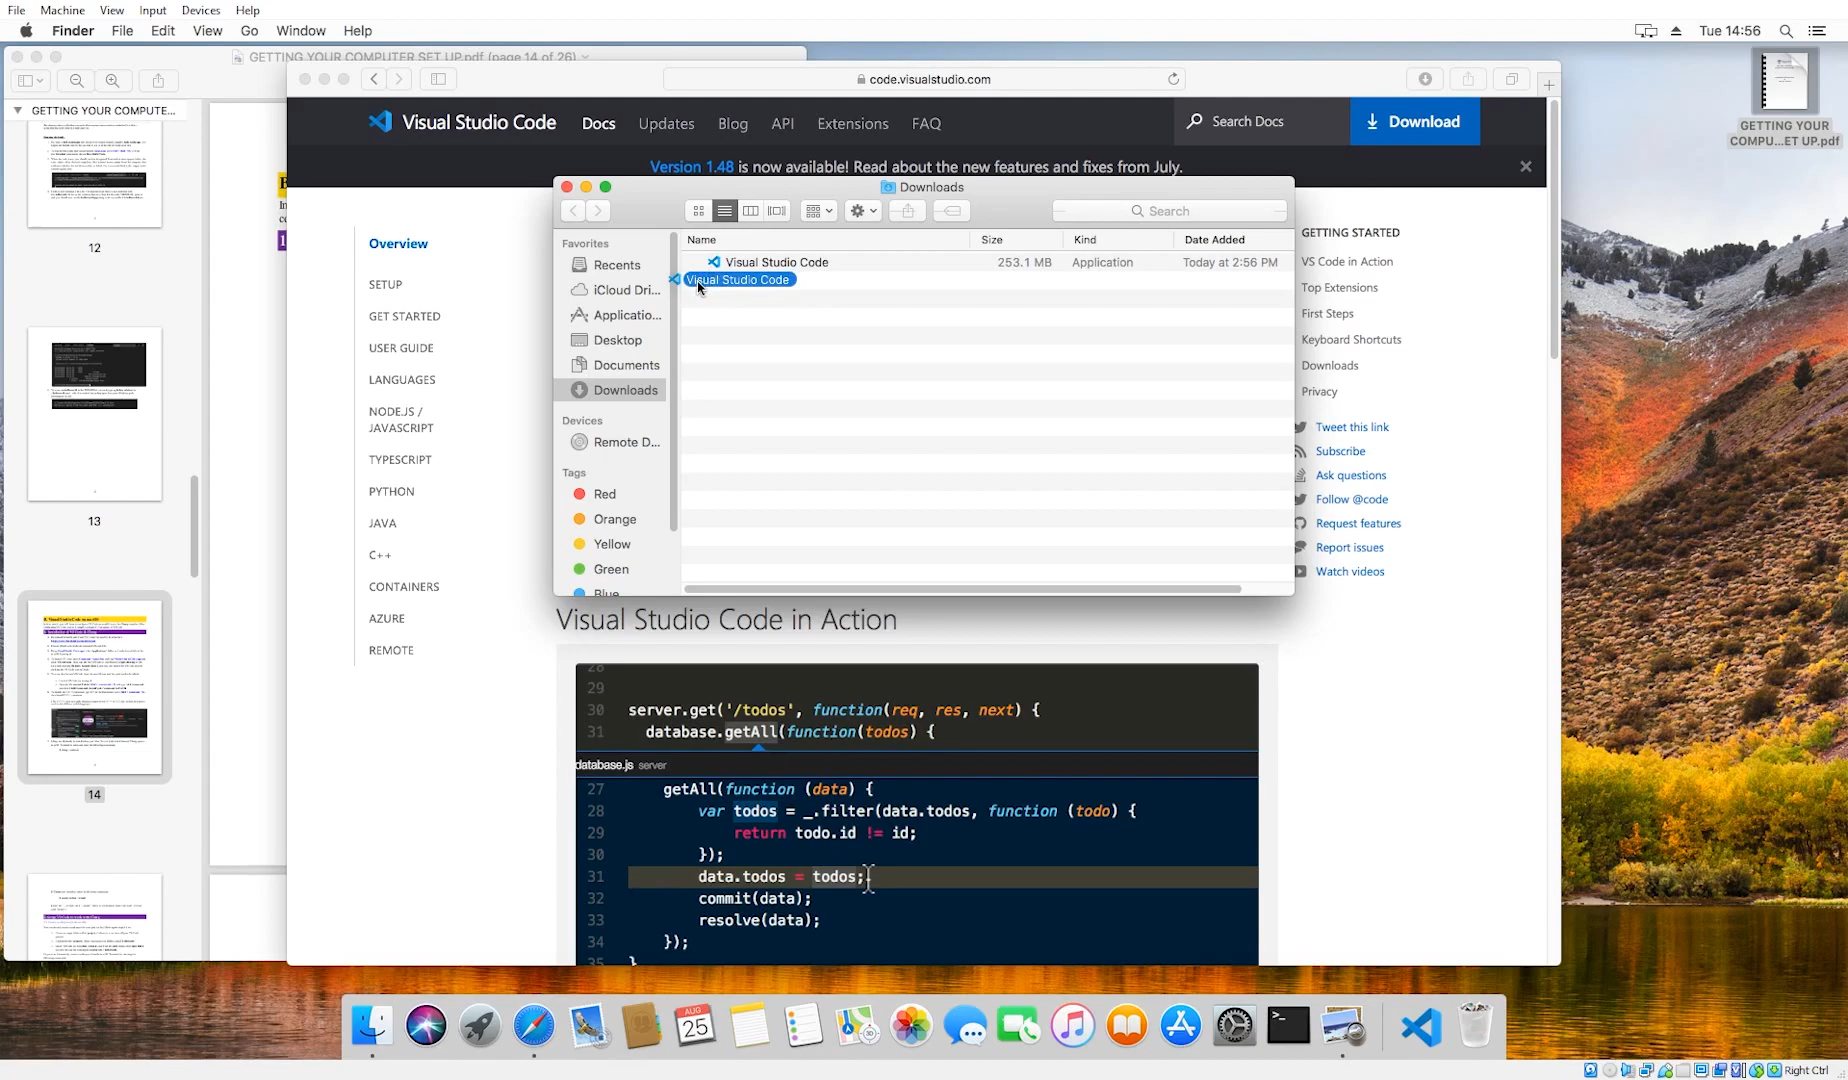 File Machine View Input Devices Help
Finder File Edit View Go Window Help
Tue 14:56
GETTING YOUR COMPUTER SET UP.pdf (page 14 of 26)
GETTING YOUR COMPUTE...
12
13
14
code.visualstudio.com
Visual Studio Code Docs Updates Blog API Extensions FAQ
Search Docs
Download
Version 1.48 is now available! Read about the new features and fixes from July.
Overview
SETUP
GET STARTED
USER GUIDE
LANGUAGES
NODE.JS /
JAVASCRIPT
TYPESCRIPT
PYTHON
JAVA
C++
CONTAINERS
AZURE
REMOTE
Downloads
Search
Favorites
Recents
iCloud Dri...
Applicatio...
Desktop
Documents
Downloads
Devices
Remote D...
Tags
Red
Orange
Yellow
Green
Blue
Name Size Kind Date Added
Visual Studio Code 253.1 MB Application Today at 2:56 PM
Visual Studio Code
GETTING STARTED
VS Code in Action
Top Extensions
First Steps
Keyboard Shortcuts
Downloads
Privacy
Tweet this link
Subscribe
Ask questions
Follow @code
Request features
Report issues
Watch videos
Visual Studio Code in Action
28
29
30 server.get('/todos', function(req, res, next) {
31 database.getAll(function(todos) {
database.js server
27 getAll(function (data) {
28 var todos = _.filter(data.todos, function (todo) {
29 return todo.id != id;
30 });
31 data.todos = todos;
32 commit(data);
33 resolve(data);
34 });
35 }
GETTING YOUR
COMPU...ET UP.pdf
AUG
25
Right Ctrl